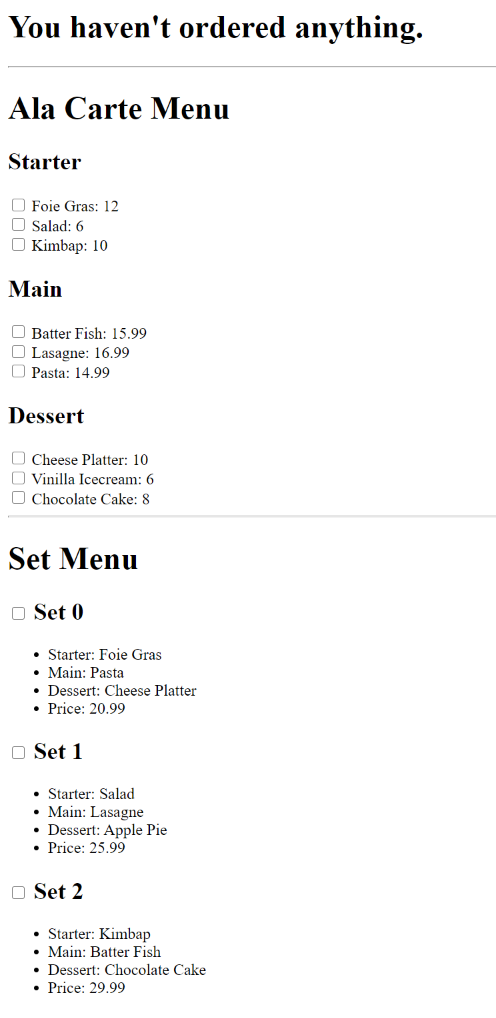 You haven't ordered anything.
Ala Carte Menu
Starter
Foie Gras: 12
Salad: 6
Kimbap: 10
Main
Batter Fish: 15.99
Lasagne: 16.99
Pasta: 14.99
Dessert
Cheese Platter: 10
Vinilla Icecream: 6
Chocolate Cake: 8
Set Menu
Set 0
Starter: Foie Gras
Main: Pasta
Dessert: Cheese Platter
Price: 20.99
Set 1
Starter: Salad
Main: Lasagne
Dessert: Apple Pie
Price: 25.99
Set 2
Starter: Kimbap
Main: Batter Fish
Dessert: Chocolate Cake
Price: 29.99